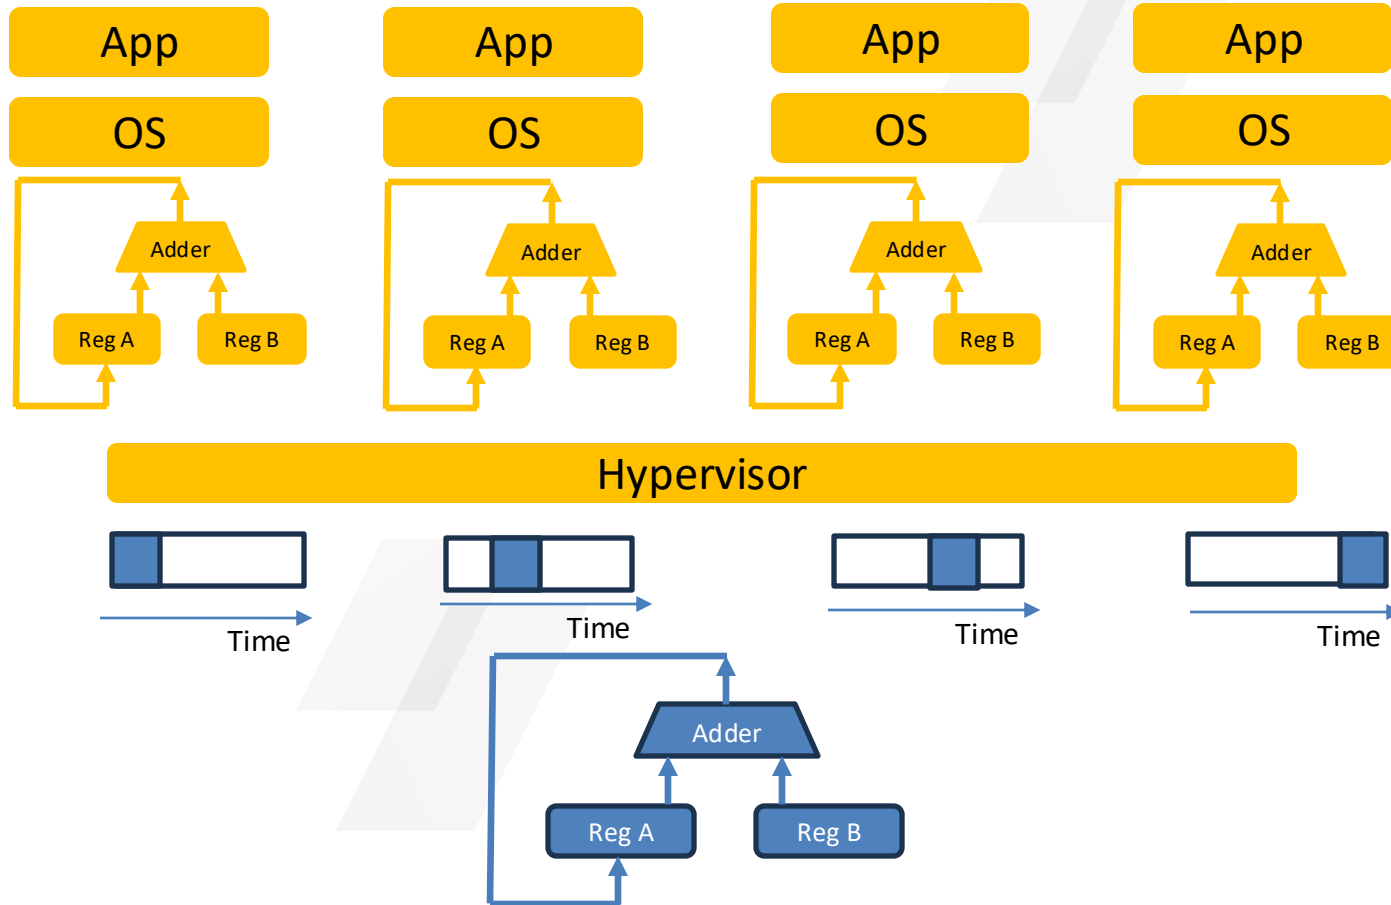 App
App
App
App
OS
OS
OS
OS
Adder
Adder
Adder
Adder
Reg A
Reg B
Reg A
Reg B
Reg A
Reg B
Reg A
Reg B
Hypervisor
Time
Time
Time
Time
Adder
Reg A
Reg B